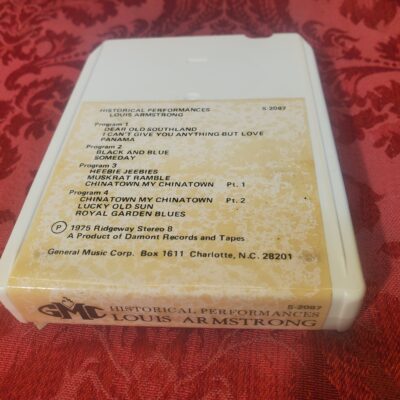 HISTORICAL PERFORMANCES S-2087
LOUIS ARMSTRONG
Program 1
DEAR OLD SOUTHLAND
I CAN'T GIVE YOU ANYTHING BUT LOVE
PANAMA
Program 2
BLACK AND BLUE
SOMEDAY
Program 3
HEEBIE JEEBIES
MUSKRAT RAMBLE
CHINATOWN MY CHINATOWN Pt. 1
Program 4
CHINATOWN MY CHINATOWN Pt. 2
LUCKY OLD SUN
ROYAL GARDEN BLUES
Ⓟ 1975 Ridgeway Stereo 8
A Product of Damont Records and Tapes
General Music Corp. Box 1611 Charlotte, N.C. 28201
S-2087
GMC HISTORICAL PERFORMANCES
LOUIS ARMSTRONG